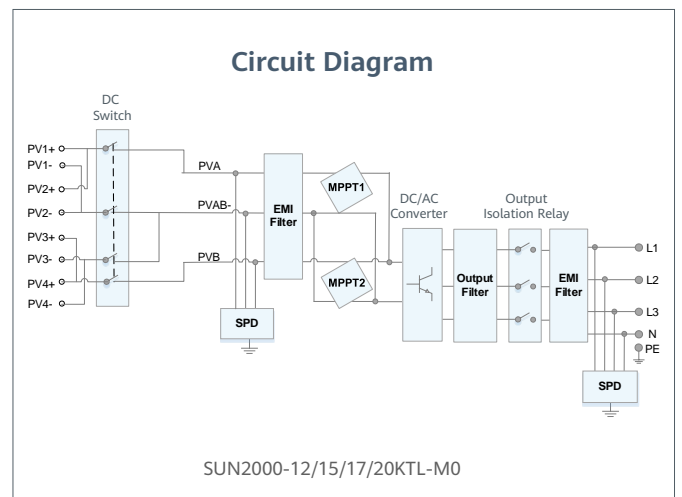 Circuit Diagram
DC
Switch
PV1+
PV1-
PV2+
PV2-
PV3+
PV3-
PV4+
PV4-
PVA
PVAB-
PVB
EMI
Filter
SPD
MPPT1
MPPT2
DC/AC
Converter
Output
Filter
Output
Isolation Relay
EMI
Filter
L1
L2
L3
N
PE
SPD
SUN2000-12/15/17/20KTL-M0